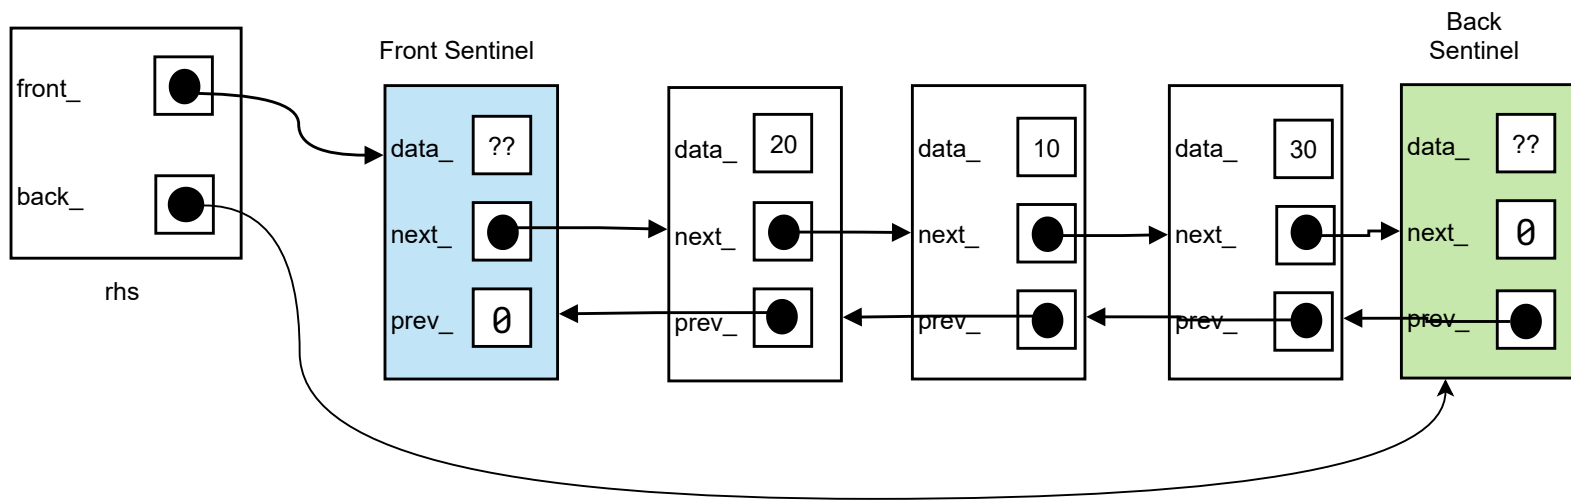 Back
Sentinel
Front Sentinel
front_
back_
rhs
data_ ??
next_
prev_ 0
data_ 20
next_
prev_
data_ 10
next_
prev_
data_ 30
next_
prev_
data_ ??
next_ 0
prev_